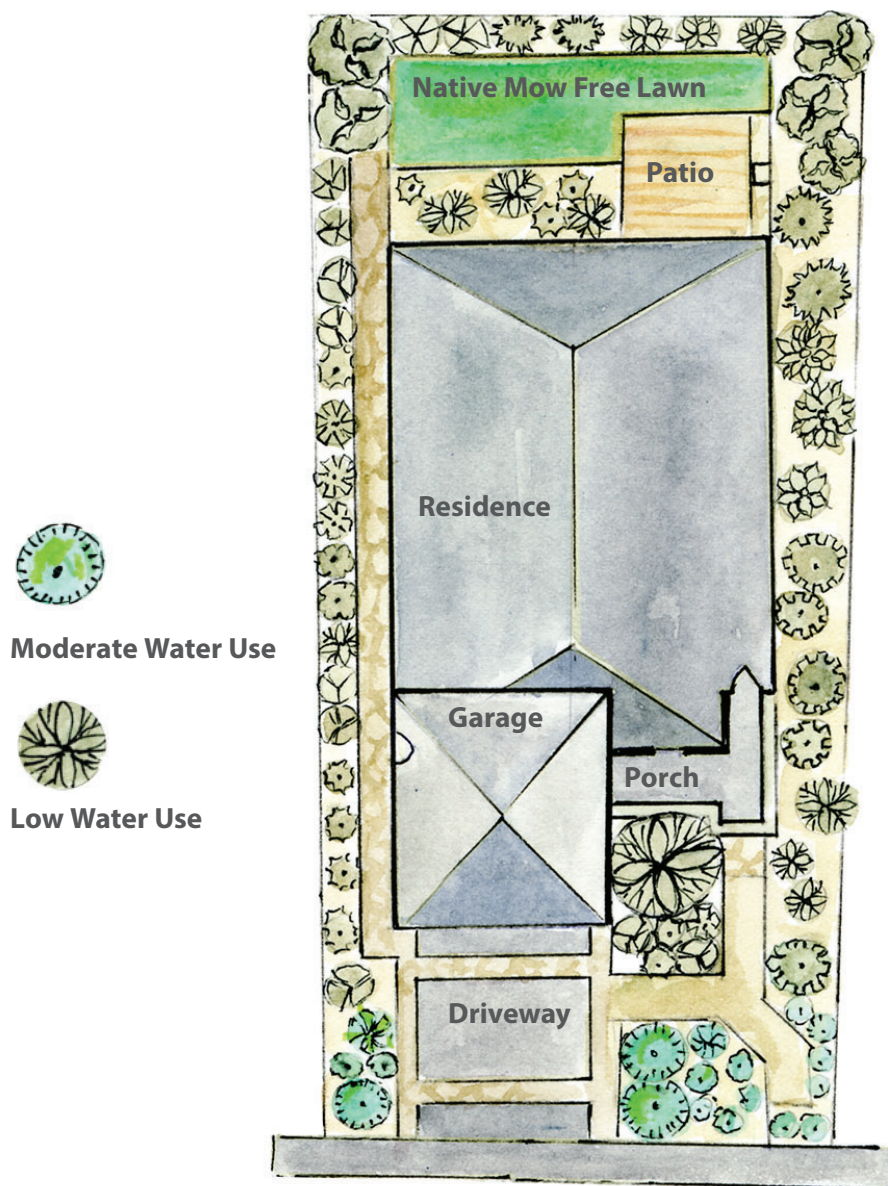 Native Mow Free Lawn
Patio
Residence
Moderate Water Use
Garage
Porch
Low Water Use
Driveway